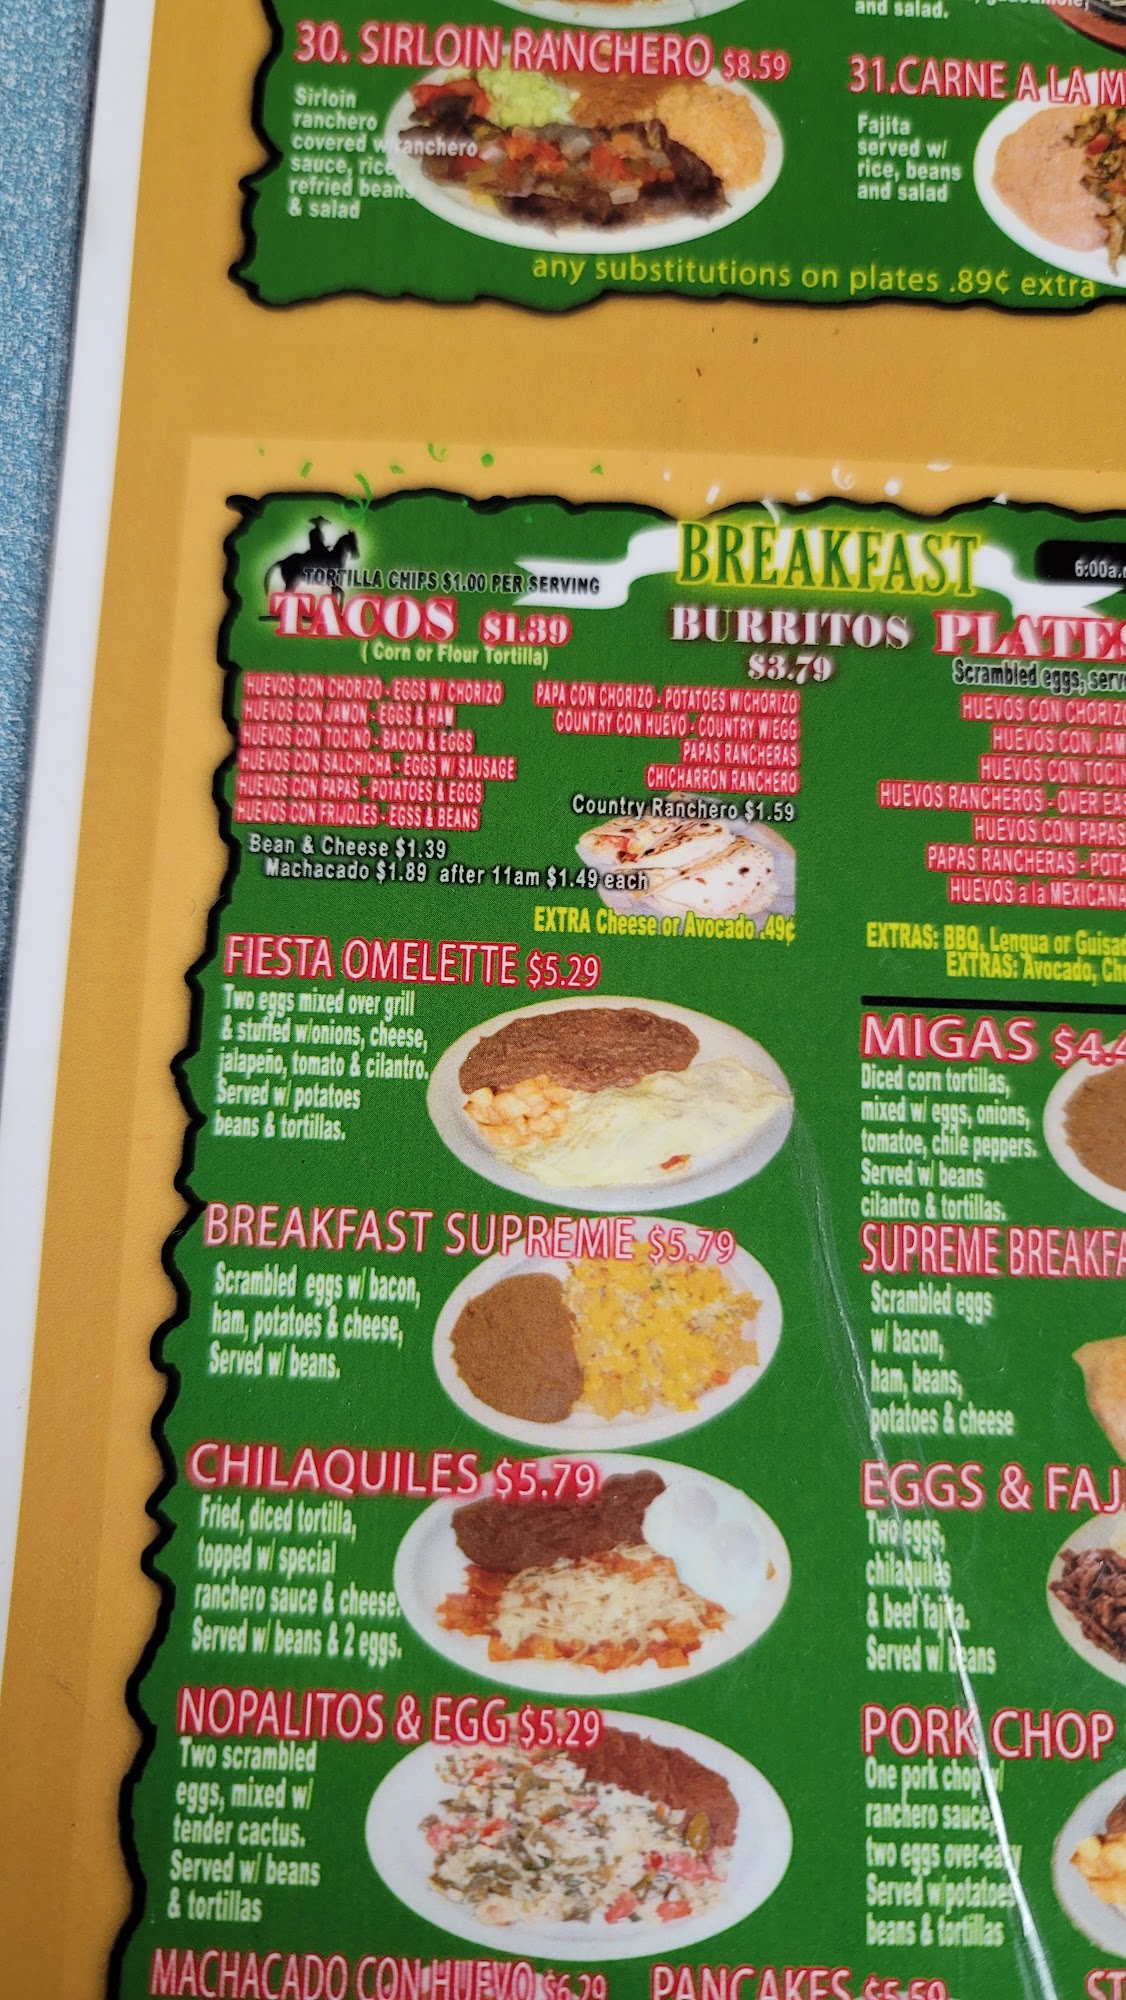 and salad.
30. SIRLOIN RANCHERO $8.59
Sirloin
ranchero
covered w/ranchero
sauce, rice
refried beans
& salad
31.CARNE A LA M
Fajita
served w/
rice, beans
and salad
any substitutions on plates .89¢ extra
BREAKFAST
6:00a.
TORTILLA CHIPS $1.00 PER SERVING
TACOS $1.39
( Corn or Flour Tortilla)
HUEVOS CON CHORIZO - EGGS W/ CHORIZO
HUEVOS CON JAMON - EGGS & HAM
HUEVOS CON TOCINO - BACON & EGGS
HUEVOS CON SALCHICHA - EGGS W/ SAUSAGE
HUEVOS CON PAPAS - POTATOES & EGGS
HUEVOS CON FRIJOLES - EGSS & BEANS
Bean & Cheese $1.39
Machacado $1.89 after 11am $1.49 each
BURRITOS
$3.79
PAPA CON CHORIZO - POTATOES W/CHORIZO
COUNTRY CON HUEVO - COUNTRY W/EGG
PAPAS RANCHERAS
CHICHARRON RANCHERO
Country Ranchero $1.59
EXTRA Cheese or Avocado .49¢
PLATES
Scrambled eggs, serv
HUEVOS CON CHORIZ
HUEVOS CON JAM
HUEVOS CON TOCIN
HUEVOS RANCHEROS - OVER EAS
HUEVOS CON PAPAS
PAPAS RANCHERAS - POTA
HUEVOS a la MEXICANA
EXTRAS: BBQ, Lengua or Guisad
EXTRAS: Avocado, Che
FIESTA OMELETTE $5.29
Two eggs mixed over grill
& stuffed w/onions, cheese,
jalapeño, tomato & cilantro.
Served w/ potatoes
beans & tortillas.
MIGAS $4.4
Diced corn tortillas,
mixed w/ eggs, onions,
tomatoe, chile peppers.
Served w/ beans
cilantro & tortillas.
BREAKFAST SUPREME $5.79
Scrambled eggs w/ bacon,
ham, potatoes & cheese,
Served w/ beans.
SUPREME BREAKFA
Scrambled eggs
w/ bacon,
ham, beans,
potatoes & cheese
CHILAQUILES $5.79
Fried, diced tortilla,
topped w/ special
ranchero sauce & cheese.
Served w/ beans & 2 eggs.
EGGS & FAJ
Two eggs,
chilaquiles
& beef fajita.
Served w/ beans
NOPALITOS & EGG $5.29
Two scrambled
eggs, mixed w/
tender cactus.
Served w/ beans
& tortillas
PORK CHOP
One pork chop w/
ranchero sauce,
two eggs over-easy
Served w/potatoes
beans & tortillas
MACHACADO CON HUEVO $6.29
PANCAKES $5.59
ST